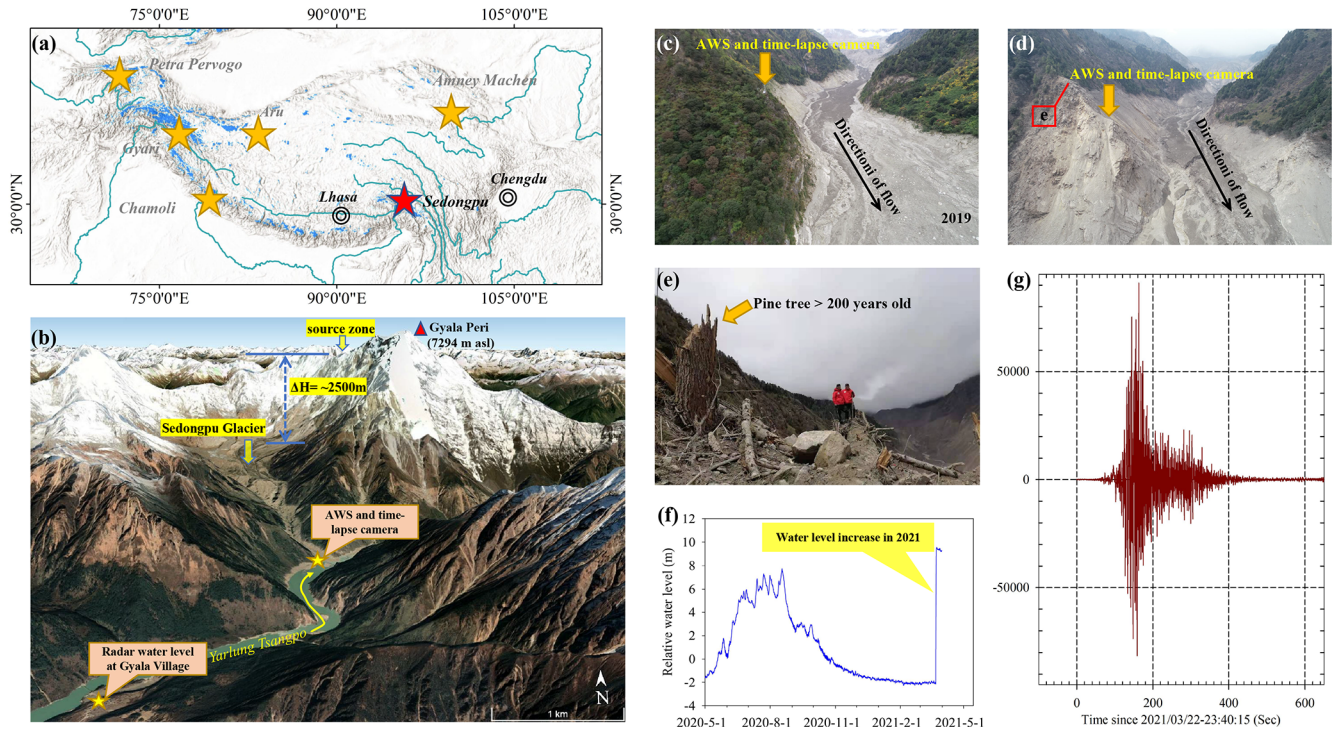 75°0'0"E 90°0'0"E 105°0'0"E
(a)
Petra Pervogo
Amney Machen
Aru
Gyari
Chamoli
Lhasa
Chengdu
Sedongpu
30°0'0"N
30°0'0"N
75°0'0"E 90°0'0"E 105°0'0"E
(b)
source zone
Gyala Peri
(7294 m asl)
ΔH= ~2500m
Sedongpu Glacier
AWS and time-
lapse camera
Yarlung Tsangpo
Radar water level
at Gyala Village
N
1 km
(c)
AWS and time-lapse camera
Directioni of flow
2019
(d)
AWS and time-lapse camera
e
Directioni of flow
(e)
Pine tree > 200 years old
(f)
Relative water level (m)
12
10
8
6
4
2
0
-2
-4
Water level increase in 2021
2020-5-1 2020-8-1 2020-11-1 2021-2-1 2021-5-1
(g)
50000
0
-50000
0 200 400 600
Time since 2021/03/22-23:40:15 (Sec)